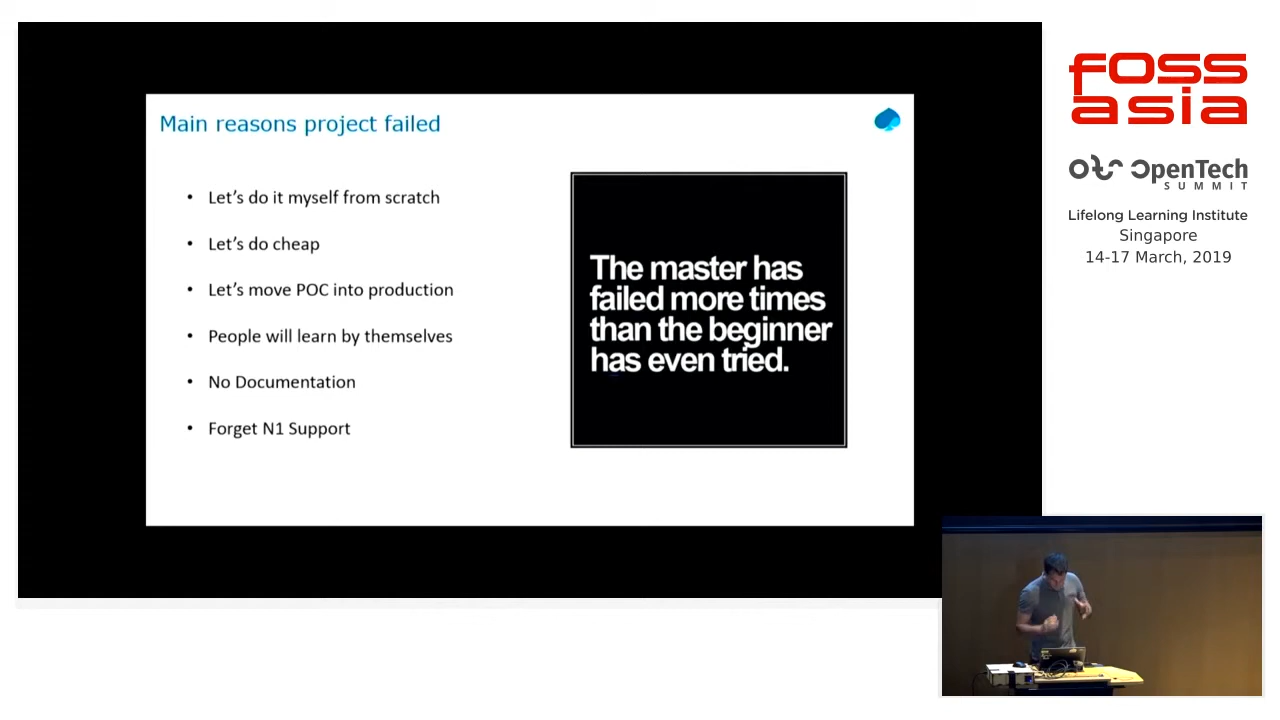 Main reasons project failed
• Let's do it myself from scratch
• Let's do cheap
• Let's move POC into production
• People will learn by themselves
• No Documentation
• Forget N1 Support
The master has
failed more times
than the beginner
has even tried.
foss
asia
ots OpenTech
SUMMIT
Lifelong Learning Institute
Singapore
14-17 March, 2019